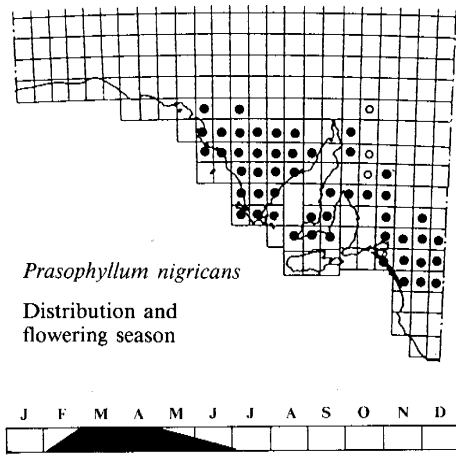 Prasophyllum nigricans
Distribution and
flowering season
J F M A M J J A S O N D